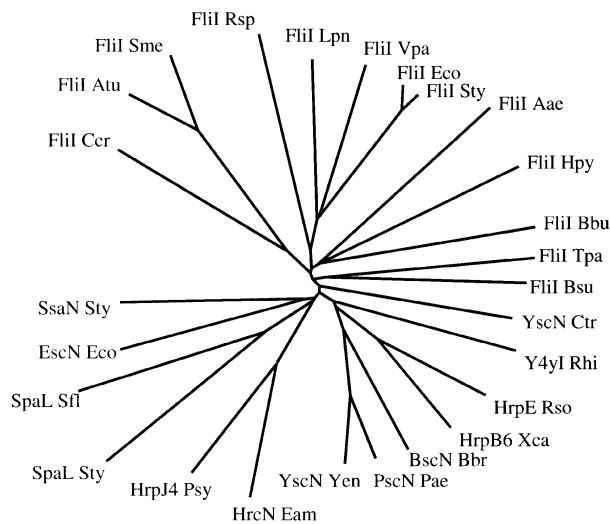 FliI Rsp
FliI Lpn
FliI Sme
FliI Vpa
FliI Eco
FliI Atu
FliI Sty
FliI Aae
FliI Ccr
FliI Hpy
FliI Bbu
FliI Tpa
FliI Bsu
SsaN Sty
YscN Ctr
EscN Eco
Y4yI Rhi
SpaL Sfl
HrpE Rso
HrpB6 Xca
BscN Bbr
SpaL Sty
HrpJ4 Psy
YscN Yen
PscN Pae
HrcN Eam